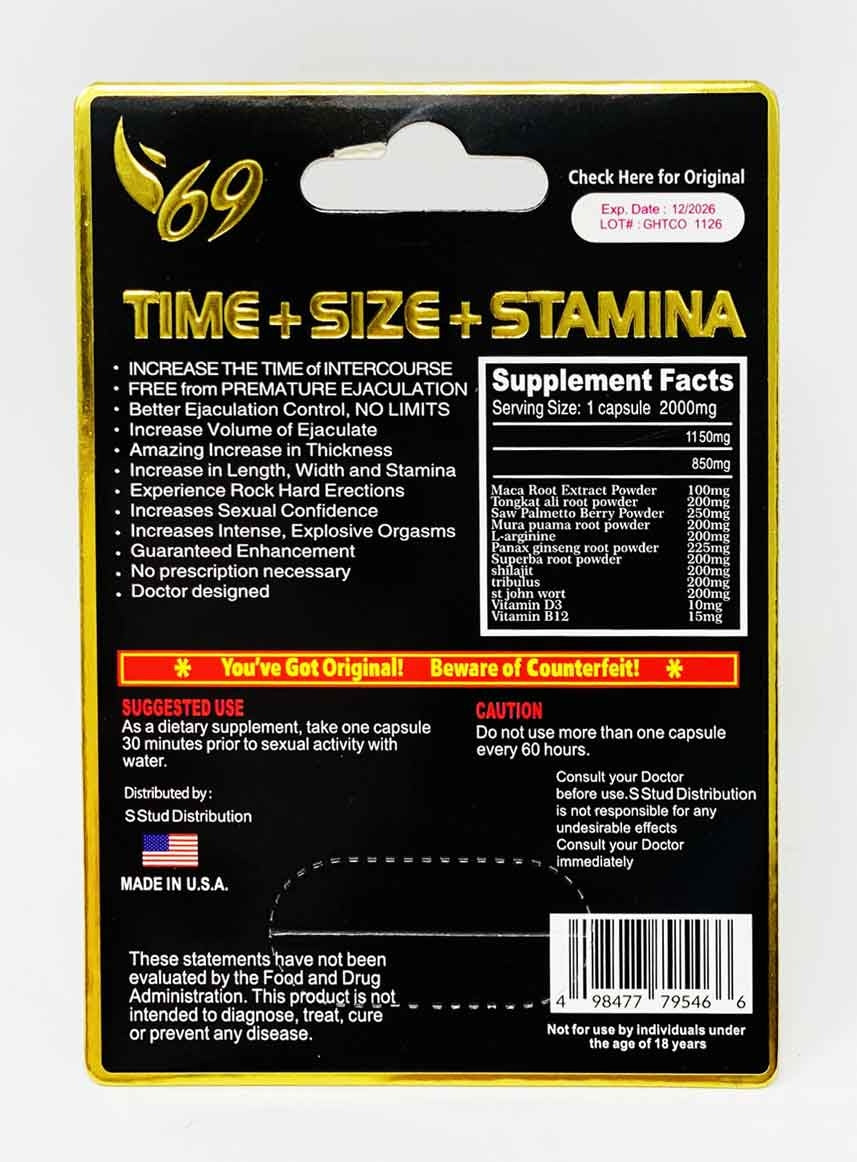 69
Check Here for Original
Exp. Date : 12/2026
LOT# : GHTCO 1126
TIME + SIZE + STAMINA
• INCREASE THE TIME of INTERCOURSE
• FREE from PREMATURE EJACULATION
• Better Ejaculation Control, NO LIMITS
• Increase Volume of Ejaculate
• Amazing Increase in Thickness
• Increase in Length, Width and Stamina
• Experience Rock Hard Erections
• Increases Sexual Confidence
• Increases Intense, Explosive Orgasms
• Guaranteed Enhancement
• No prescription necessary
• Doctor designed
Supplement Facts
Serving Size: 1 capsule 2000mg
1150mg
850mg
Maca Root Extract Powder 100mg
Tongkat ali root powder 200mg
Saw Palmetto Berry Powder 250mg
Mura puama root powder 200mg
L-arginine 200mg
Panax ginseng root powder 225mg
Superba root powder 200mg
shilajit 200mg
tribulus 200mg
st john wort 200mg
Vitamin D3 10mg
Vitamin B12 15mg
* You've Got Original! Beware of Counterfeit! *
SUGGESTED USE
As a dietary supplement, take one capsule
30 minutes prior to sexual activity with
water.
CAUTION
Do not use more than one capsule
every 60 hours.
Consult your Doctor
before use.S Stud Distribution
is not responsible for any
undesirable effects
Consult your Doctor
immediately
Distributed by :
S Stud Distribution
MADE IN U.S.A.
These statements have not been
evaluated by the Food and Drug
Administration. This product is not
intended to diagnose, treat, cure
or prevent any disease.
4 98477 79546 6
Not for use by individuals under
the age of 18 years